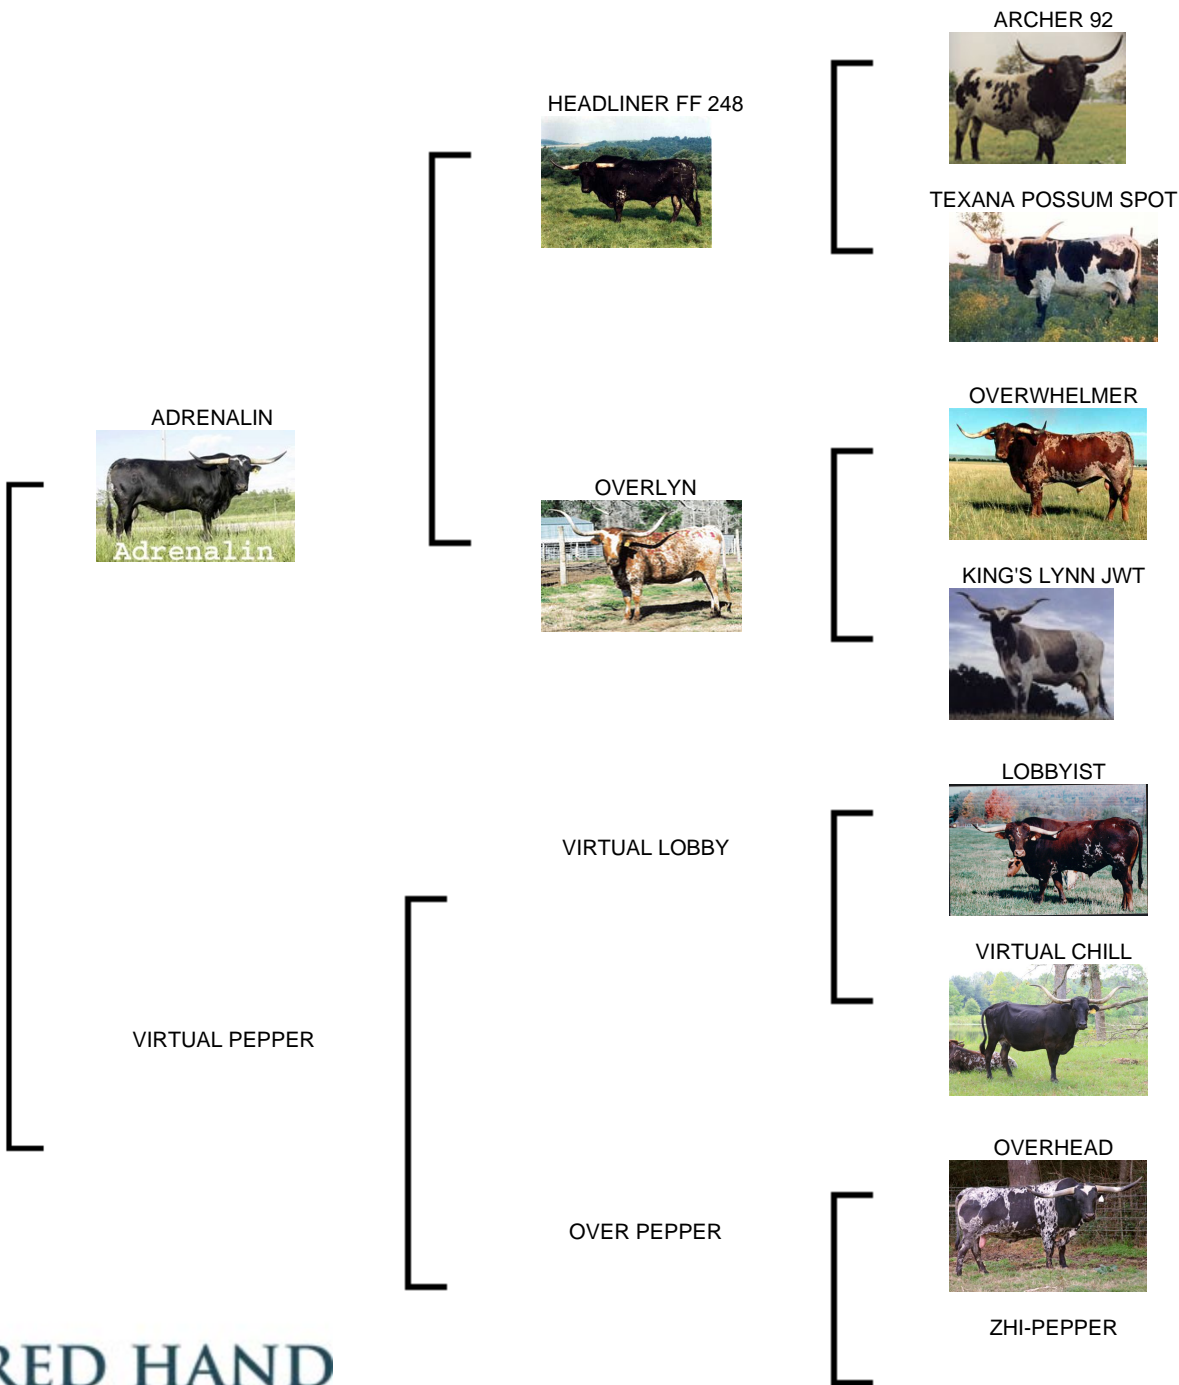 ARCHER 92
HEADLINER FF 248
TEXANA POSSUM SPOT
ADRENALIN
Adrenalin
OVERWHELMER
OVERLYN
KING'S LYNN JWT
LOBBYIST
VIRTUAL LOBBY
VIRTUAL CHILL
VIRTUAL PEPPER
OVERHEAD
OVER PEPPER
ZHI-PEPPER
RED HAND